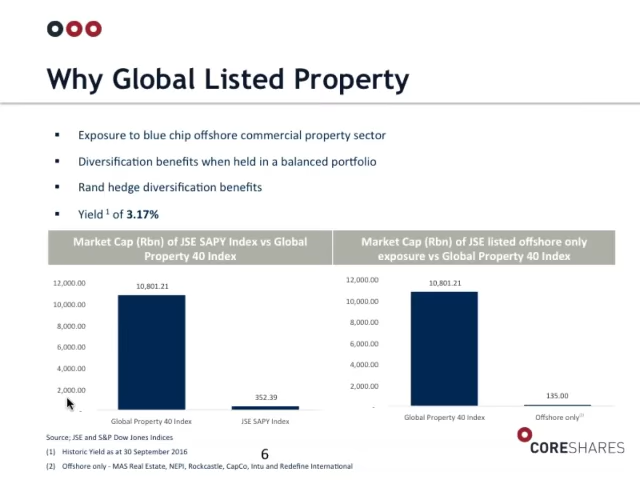 Why Global Listed Property
▪ Exposure to blue chip offshore commercial property sector
▪ Diversification benefits when held in a balanced portfolio
▪ Rand hedge diversification benefits
▪ Yield 1 of 3.17%
Market Cap (Rbn) of JSE SAPY Index vs Global
Property 40 Index
12,000.00
10,000.00
8,000.00
6,000.00
4,000.00
2,000.00
-
10,801.21
352.39
Global Property 40 Index
JSE SAPY Index
Market Cap (Rbn) of JSE listed offshore only
exposure vs Global Property 40 Index
12,000.00
10,000.00
8,000.00
6,000.00
4,000.00
2,000.00
-
10,801.21
135.00
Global Property 40 Index
Offshore only(2)
Source; JSE and S&P Dow Jones Indices
(1) Historic Yield as at 30 September 2016
(2) Offshore only - MAS Real Estate, NEPI, Rockcastle, CapCo, Intu and Redefine International
6
CORESHARES